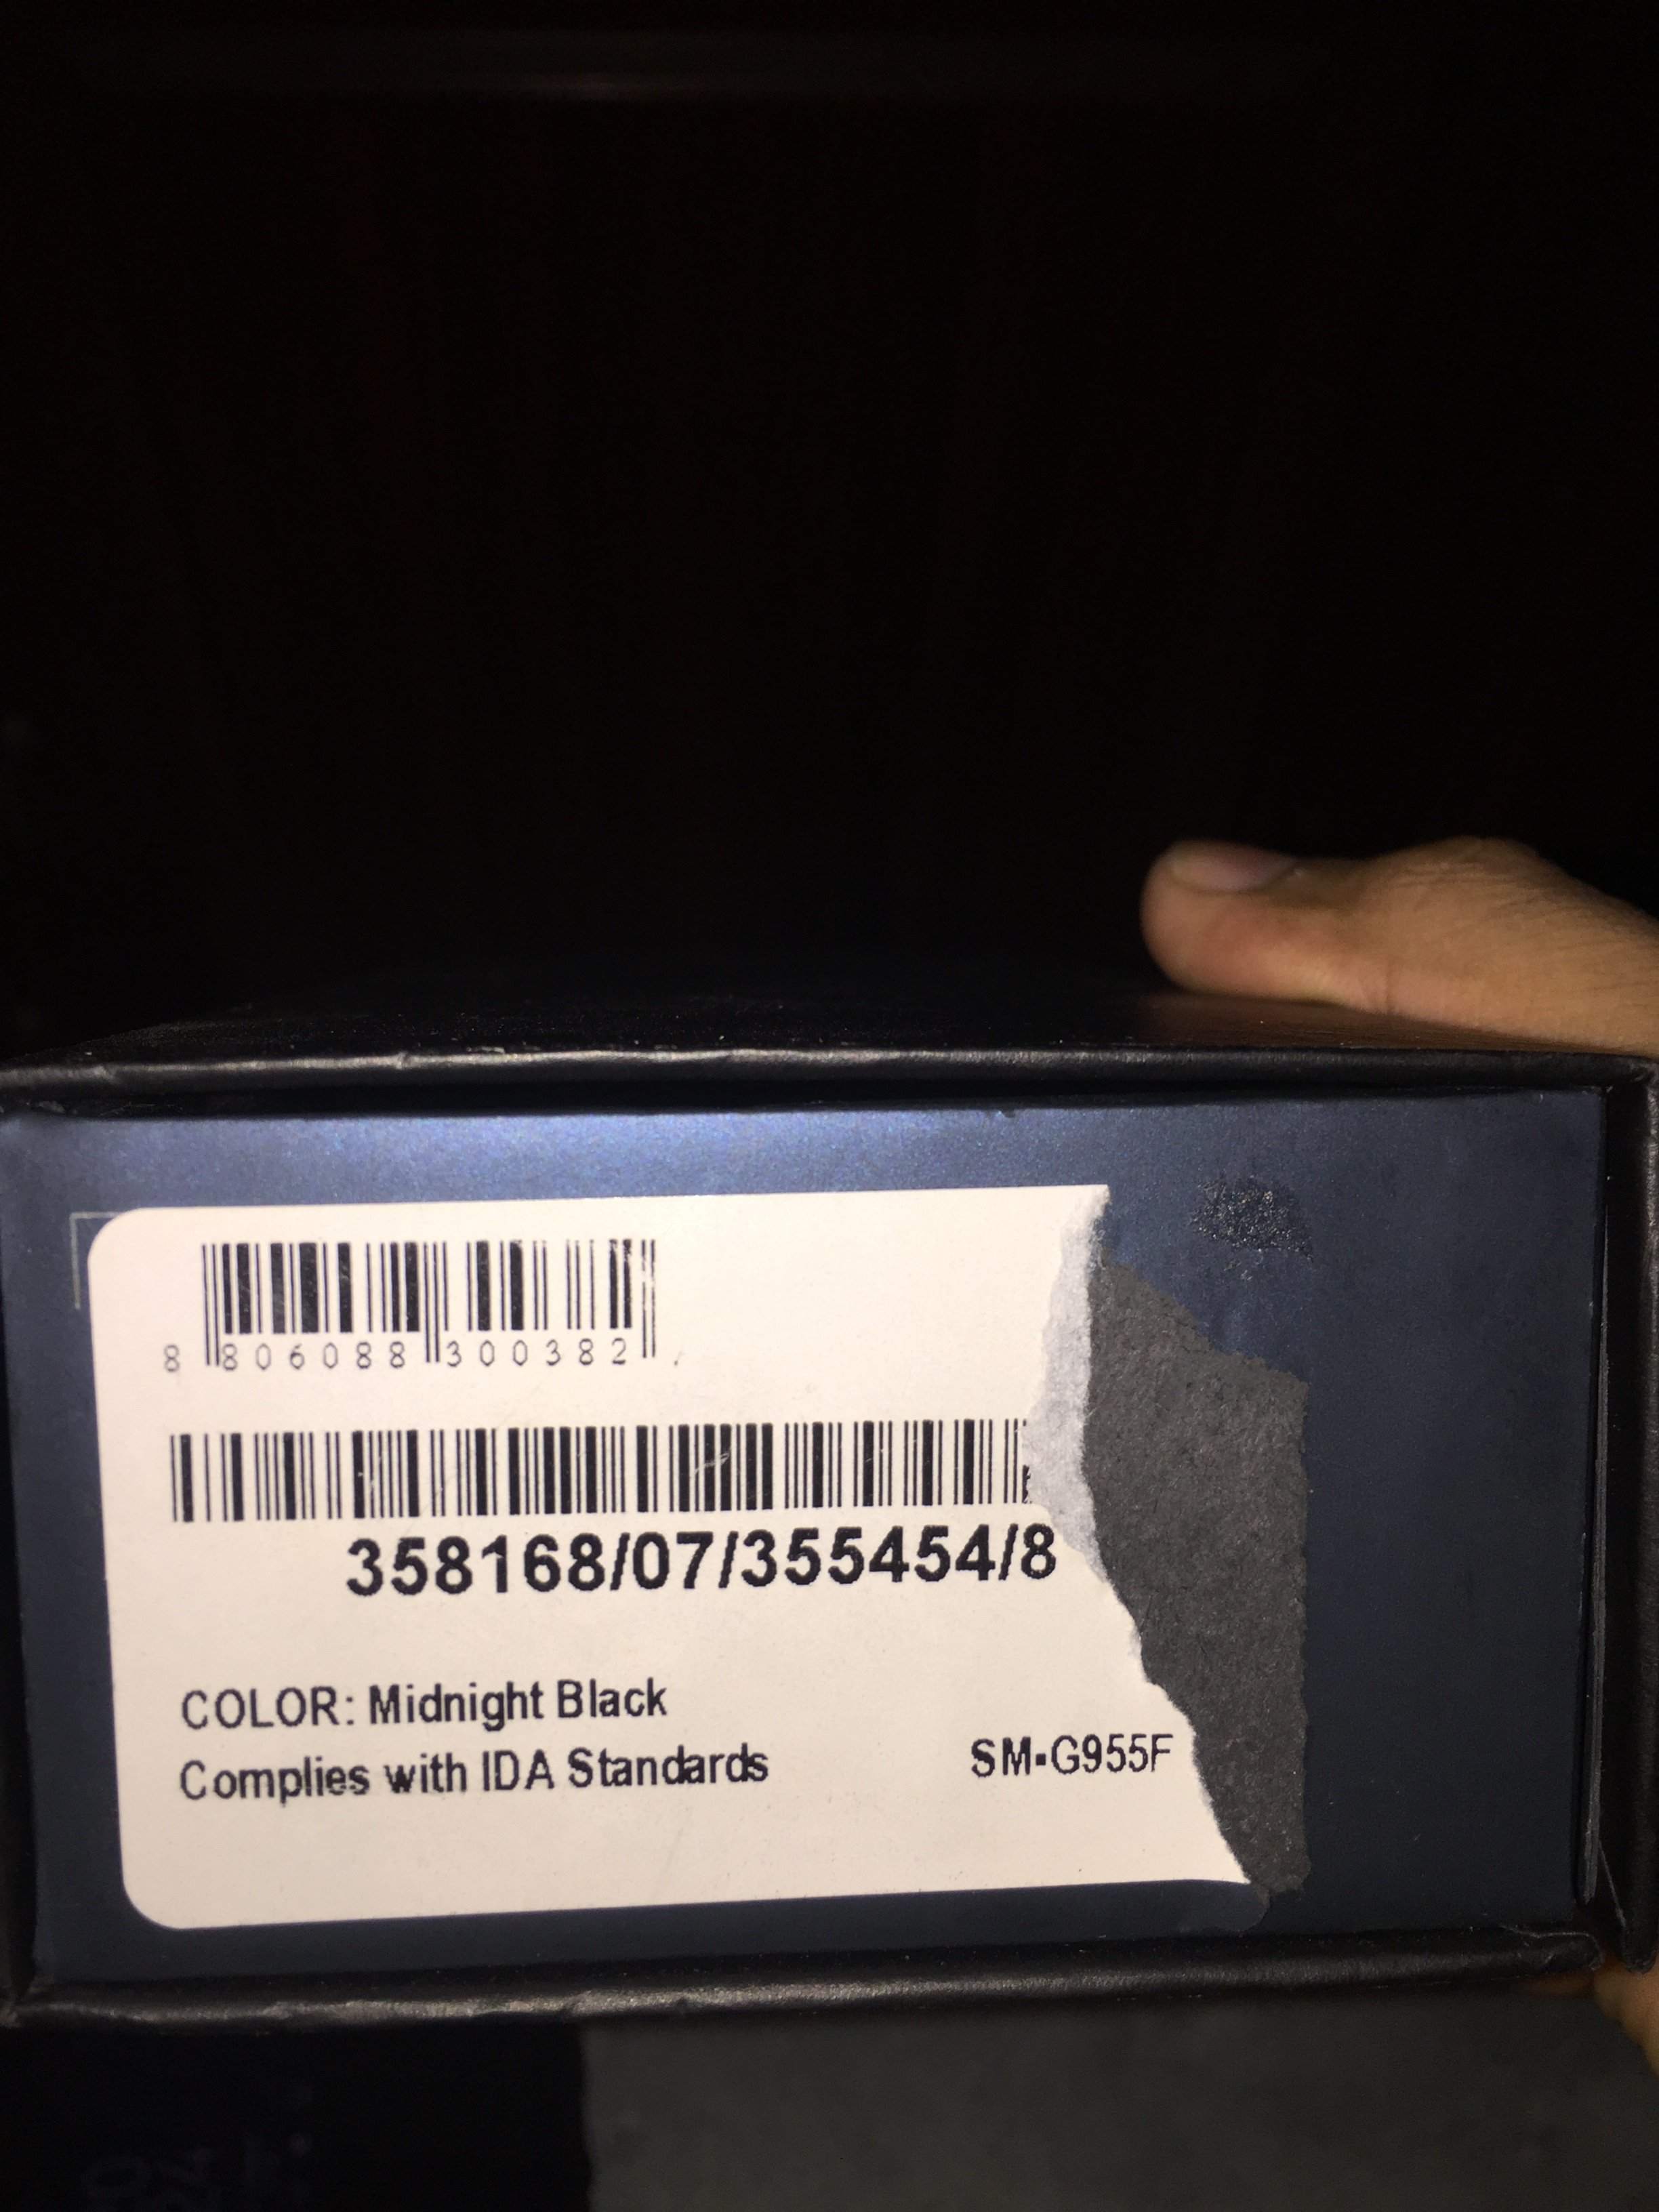 8 806088 300382
358168/07/355454/8
COLOR: Midnight Black
Complies with IDA Standards
SM-G955F